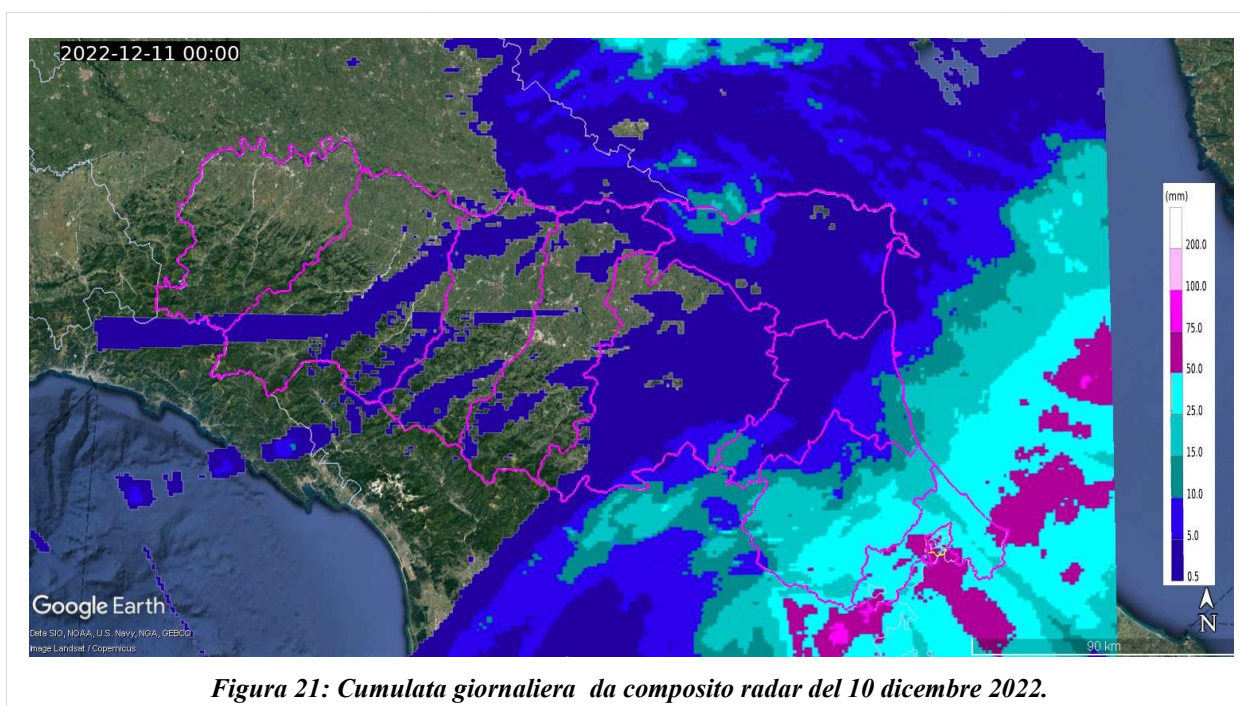 2022-12-11 00:00
(mm)
200.0
100.0
75.0
50.0
25.0
15.0
10.0
5.0
0.5
N
90 km
Google Earth
Data SIO, NOAA, U.S. Navy, NGA, GEBCO
Image Landsat / Copernicus
Figura 21: Cumulata giornaliera da composito radar del 10 dicembre 2022.